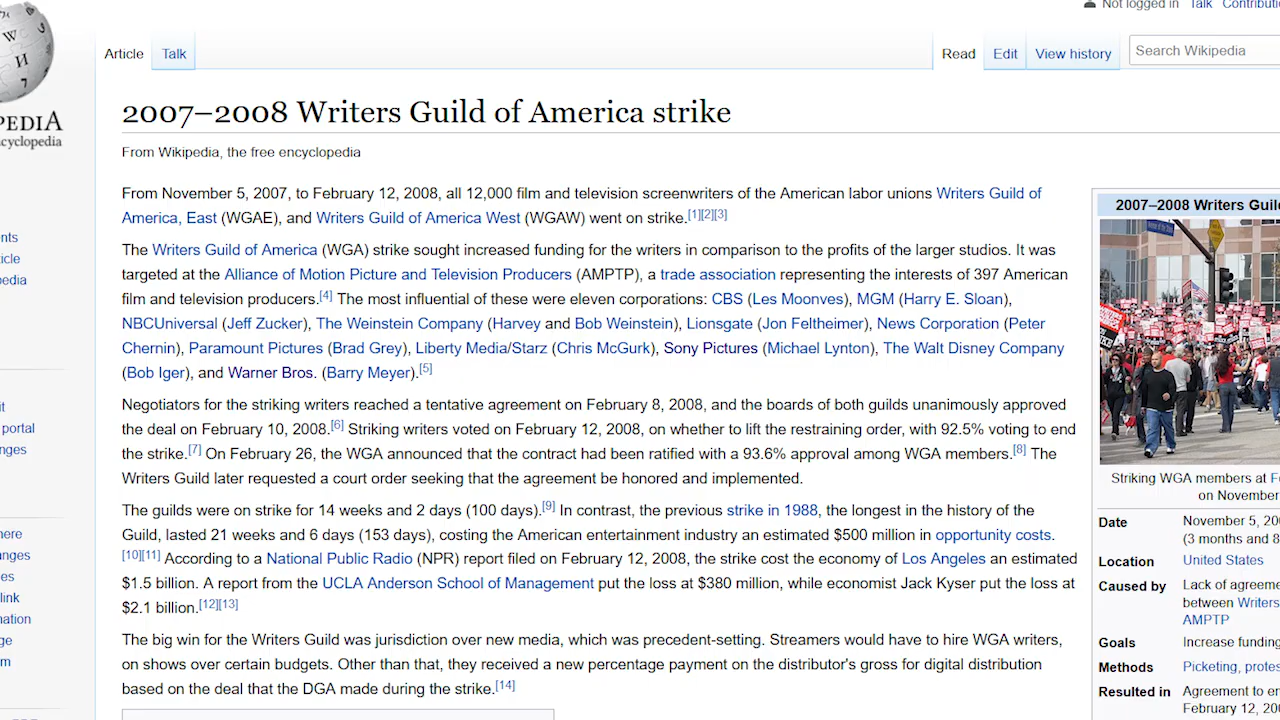 Not logged in Talk
PEDIA
Article Talk Read Edit View history Search Wikipedia
2007–2008 Writers Guild of America strike
From Wikipedia, the free encyclopedia
From November 5, 2007, to February 12, 2008, all 12,000 film and television screenwriters of the American labor unions Writers Guild of
America, East (WGAE), and Writers Guild of America West (WGAW) went on strike.[1][2][3]
The Writers Guild of America (WGA) strike sought increased funding for the writers in comparison to the profits of the larger studios. It was
targeted at the Alliance of Motion Picture and Television Producers (AMPTP), a trade association representing the interests of 397 American
film and television producers.[4] The most influential of these were eleven corporations: CBS (Les Moonves), MGM (Harry E. Sloan),
NBCUniversal (Jeff Zucker), The Weinstein Company (Harvey and Bob Weinstein), Lionsgate (Jon Feltheimer), News Corporation (Peter
Chernin), Paramount Pictures (Brad Grey), Liberty Media/Starz (Chris McGurk), Sony Pictures (Michael Lynton), The Walt Disney Company
(Bob Iger), and Warner Bros. (Barry Meyer).[5]
Negotiators for the striking writers reached a tentative agreement on February 8, 2008, and the boards of both guilds unanimously approved
the deal on February 10, 2008.[6] Striking writers voted on February 12, 2008, on whether to lift the restraining order, with 92.5% voting to end
the strike.[7] On February 26, the WGA announced that the contract had been ratified with a 93.6% approval among WGA members.[8] The
Writers Guild later requested a court order seeking that the agreement be honored and implemented.
The guilds were on strike for 14 weeks and 2 days (100 days).[9] In contrast, the previous strike in 1988, the longest in the history of the
Guild, lasted 21 weeks and 6 days (153 days), costing the American entertainment industry an estimated $500 million in opportunity costs.
[10][11] According to a National Public Radio (NPR) report filed on February 12, 2008, the strike cost the economy of Los Angeles an estimated
$1.5 billion. A report from the UCLA Anderson School of Management put the loss at $380 million, while economist Jack Kyser put the loss at
$2.1 billion.[12][13]
The big win for the Writers Guild was jurisdiction over new media, which was precedent-setting. Streamers would have to hire WGA writers,
on shows over certain budgets. Other than that, they received a new percentage payment on the distributor's gross for digital distribution
based on the deal that the DGA made during the strike.[14]
2007–2008 Writers
Striking WGA members at
on November
Date November 5,
(3 months and 8
Location United States
Caused by Lack of
between Writers
AMPTP
Goals Increase
Methods Picketing,
Resulted in Agreement to
February 12,
portal